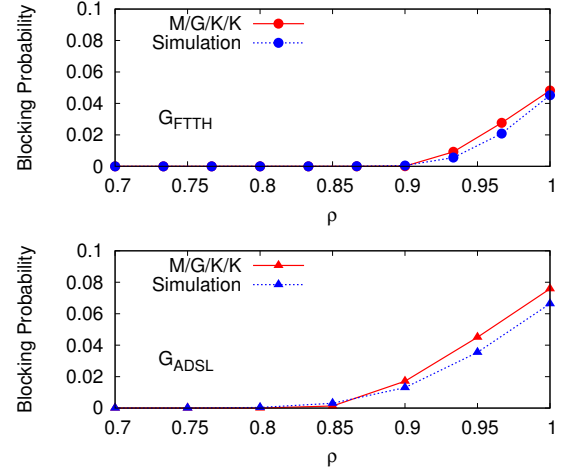 0.1
0.08
0.06
0.04
0.02
0
Blocking Probability
M/G/K/K
Simulation
G_FTTH
0.7 0.75 0.8 0.85 0.9 0.95 1
ρ
0.1
0.08
0.06
0.04
0.02
0
Blocking Probability
M/G/K/K
Simulation
G_ADSL
0.7 0.75 0.8 0.85 0.9 0.95 1
ρ